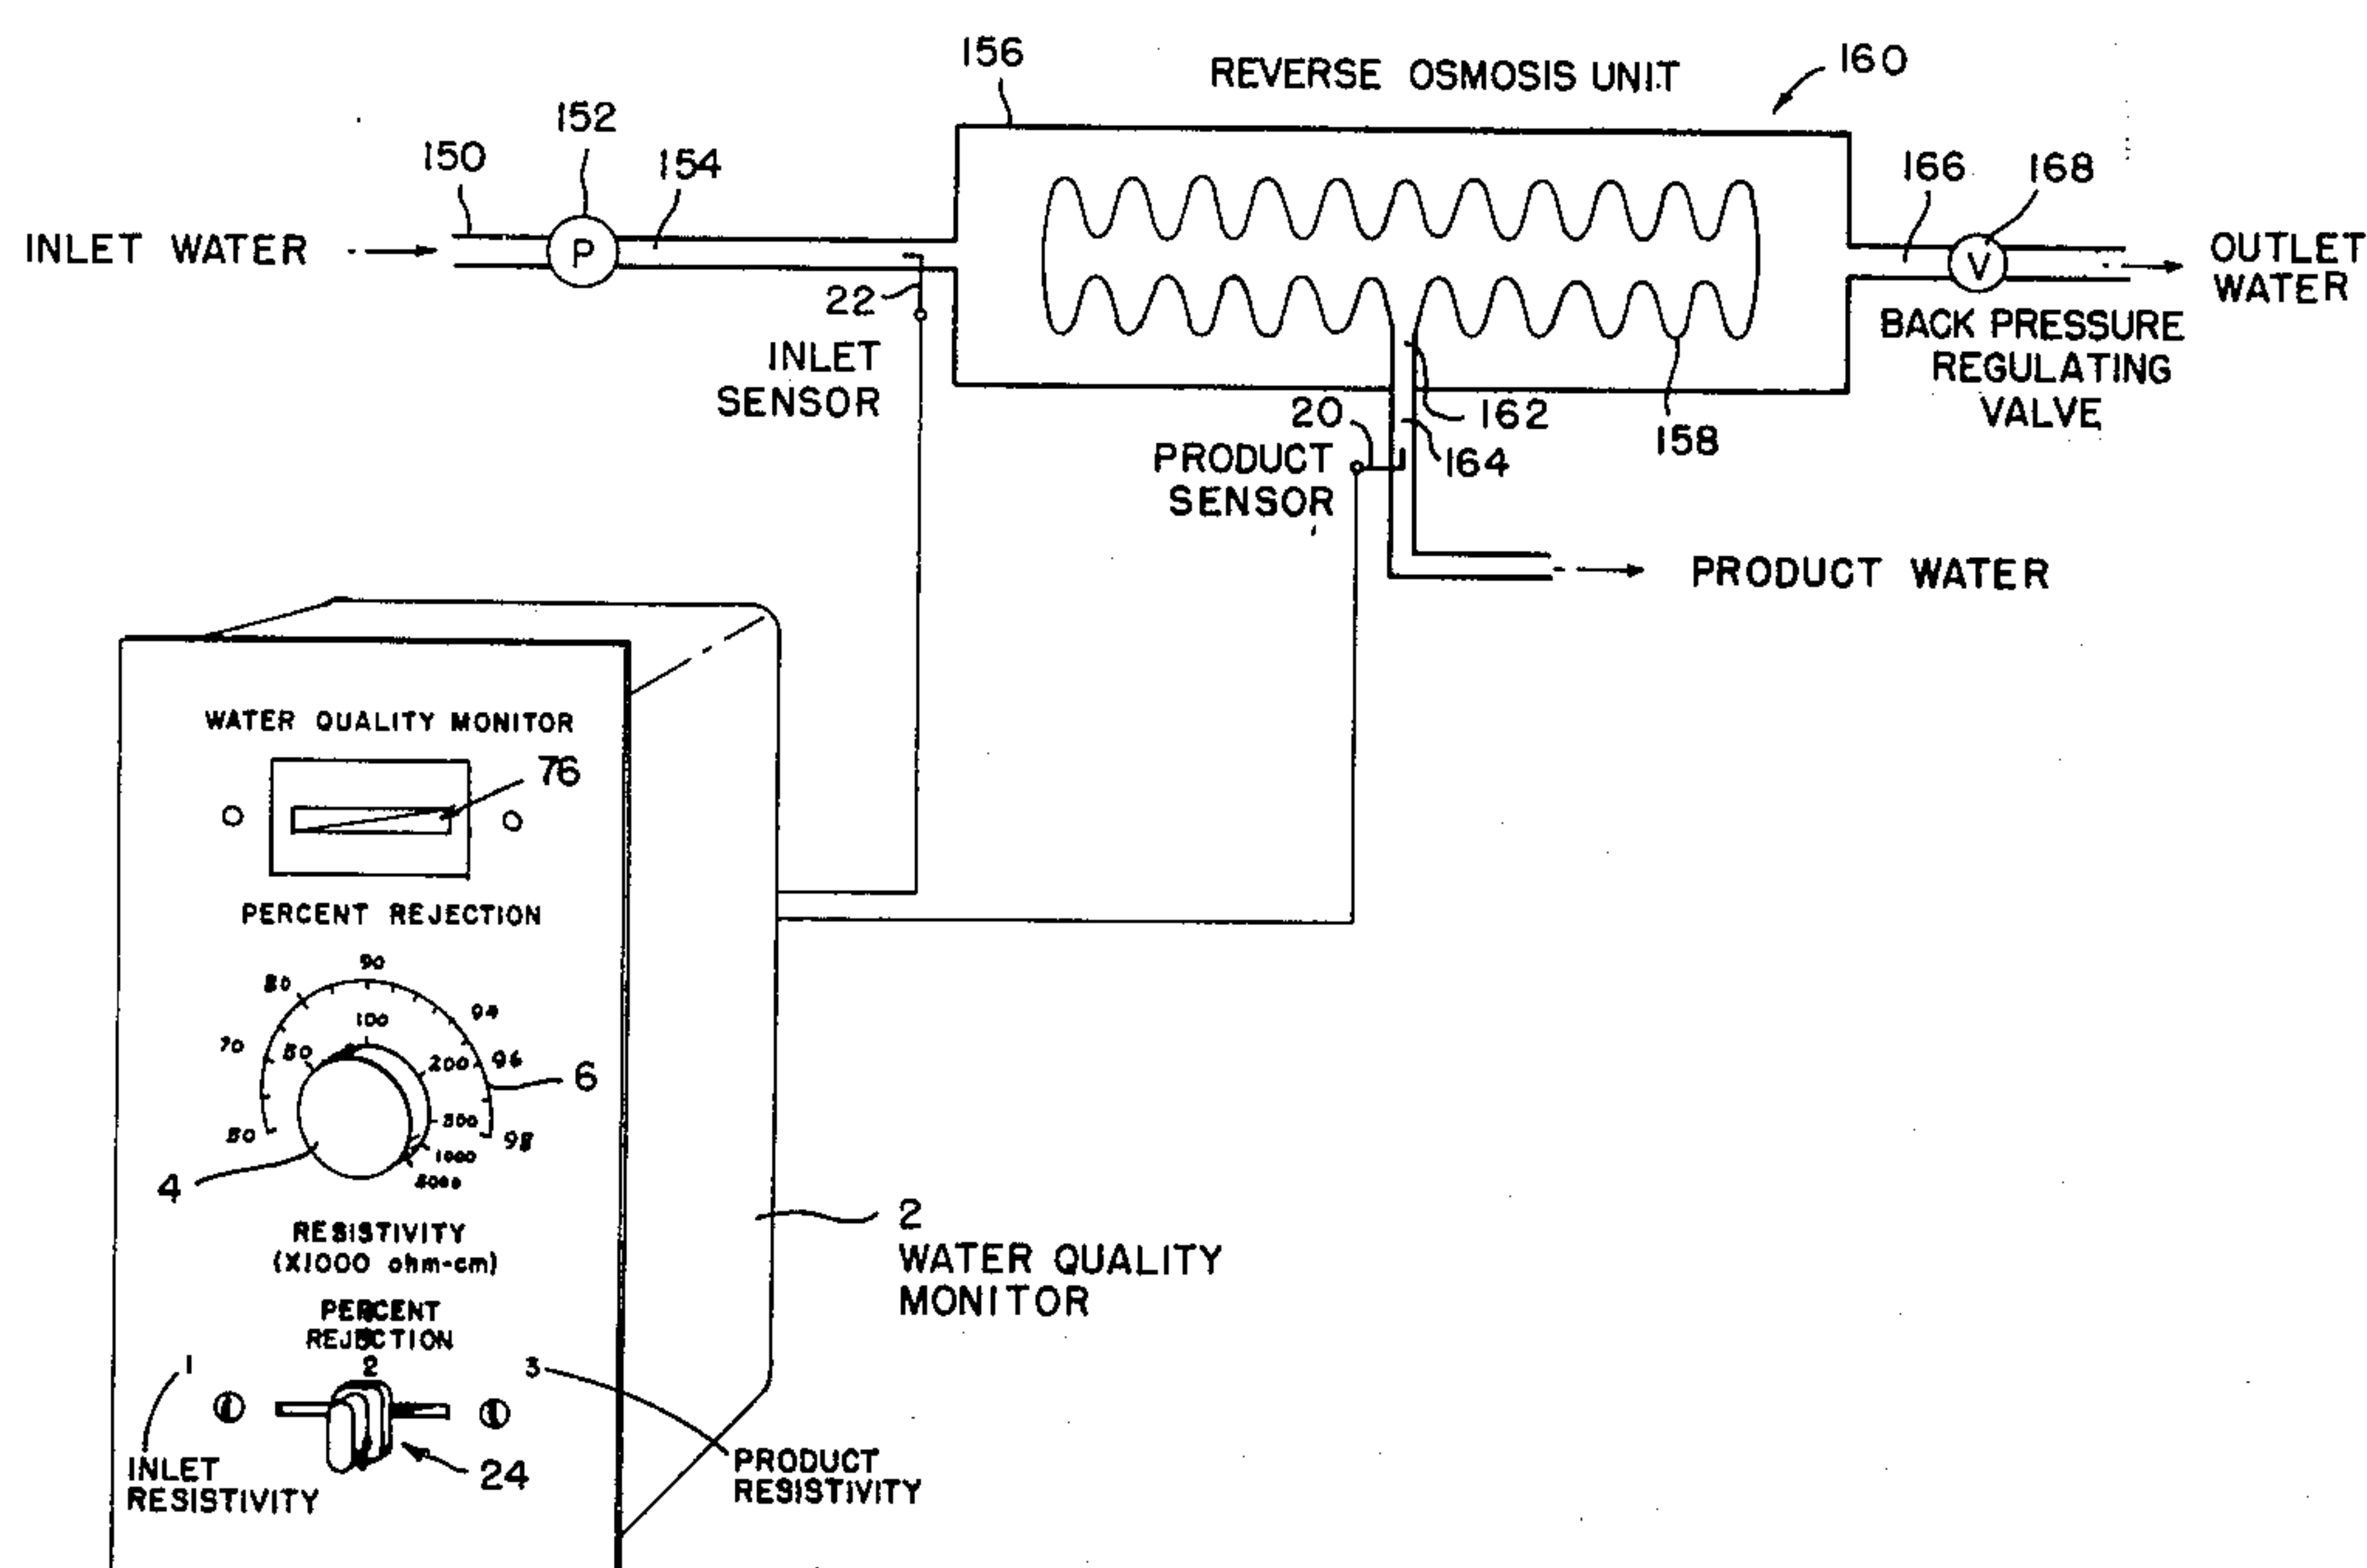 156
REVERSE OSMOSIS UNIT
160
152
150
154
166
168
INLET WATER
P
V
OUTLET
WATER
22
INLET
SENSOR
BACK PRESSURE
REGULATING
VALVE
20
162
158
PRODUCT
SENSOR
164
PRODUCT WATER
WATER QUALITY MONITOR
76
PERCENT REJECTION
90
80
94
100
70
50
200
96
6
50
500
98
1000
5000
4
RESISTIVITY
(X1000 ohm-cm)
2
WATER QUALITY
MONITOR
PERCENT
REJECTION
1
2
3
INLET
RESISTIVITY
24
PRODUCT
RESISTIVITY